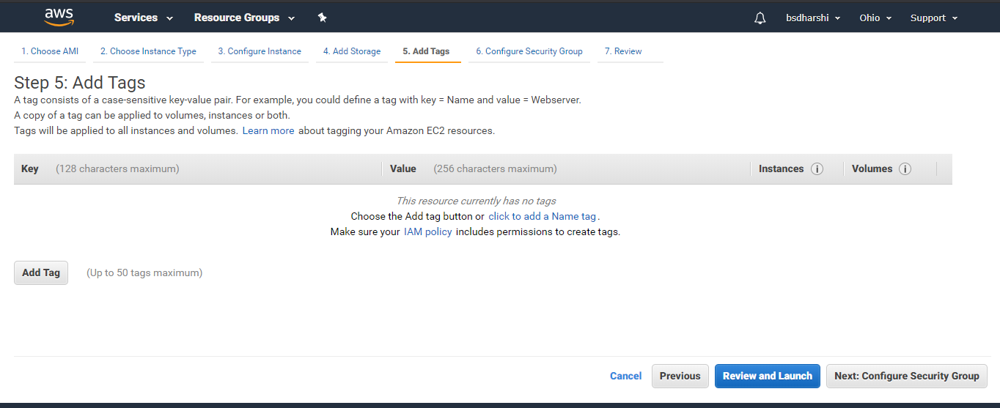 aws Services Resource Groups bsdharshi Ohio Support
1. Choose AMI 2. Choose Instance Type 3. Configure Instance 4. Add Storage 5. Add Tags 6. Configure Security Group 7. Review
Step 5: Add Tags
A tag consists of a case-sensitive key-value pair. For example, you could define a tag with key = Name and value = Webserver.
A copy of a tag can be applied to volumes, instances or both.
Tags will be applied to all instances and volumes. Learn more about tagging your Amazon EC2 resources.
Key (128 characters maximum) Value (256 characters maximum) Instances i Volumes i
This resource currently has no tags
Choose the Add tag button or click to add a Name tag.
Make sure your IAM policy includes permissions to create tags.
Add Tag (Up to 50 tags maximum)
Cancel Previous Review and Launch Next: Configure Security Group